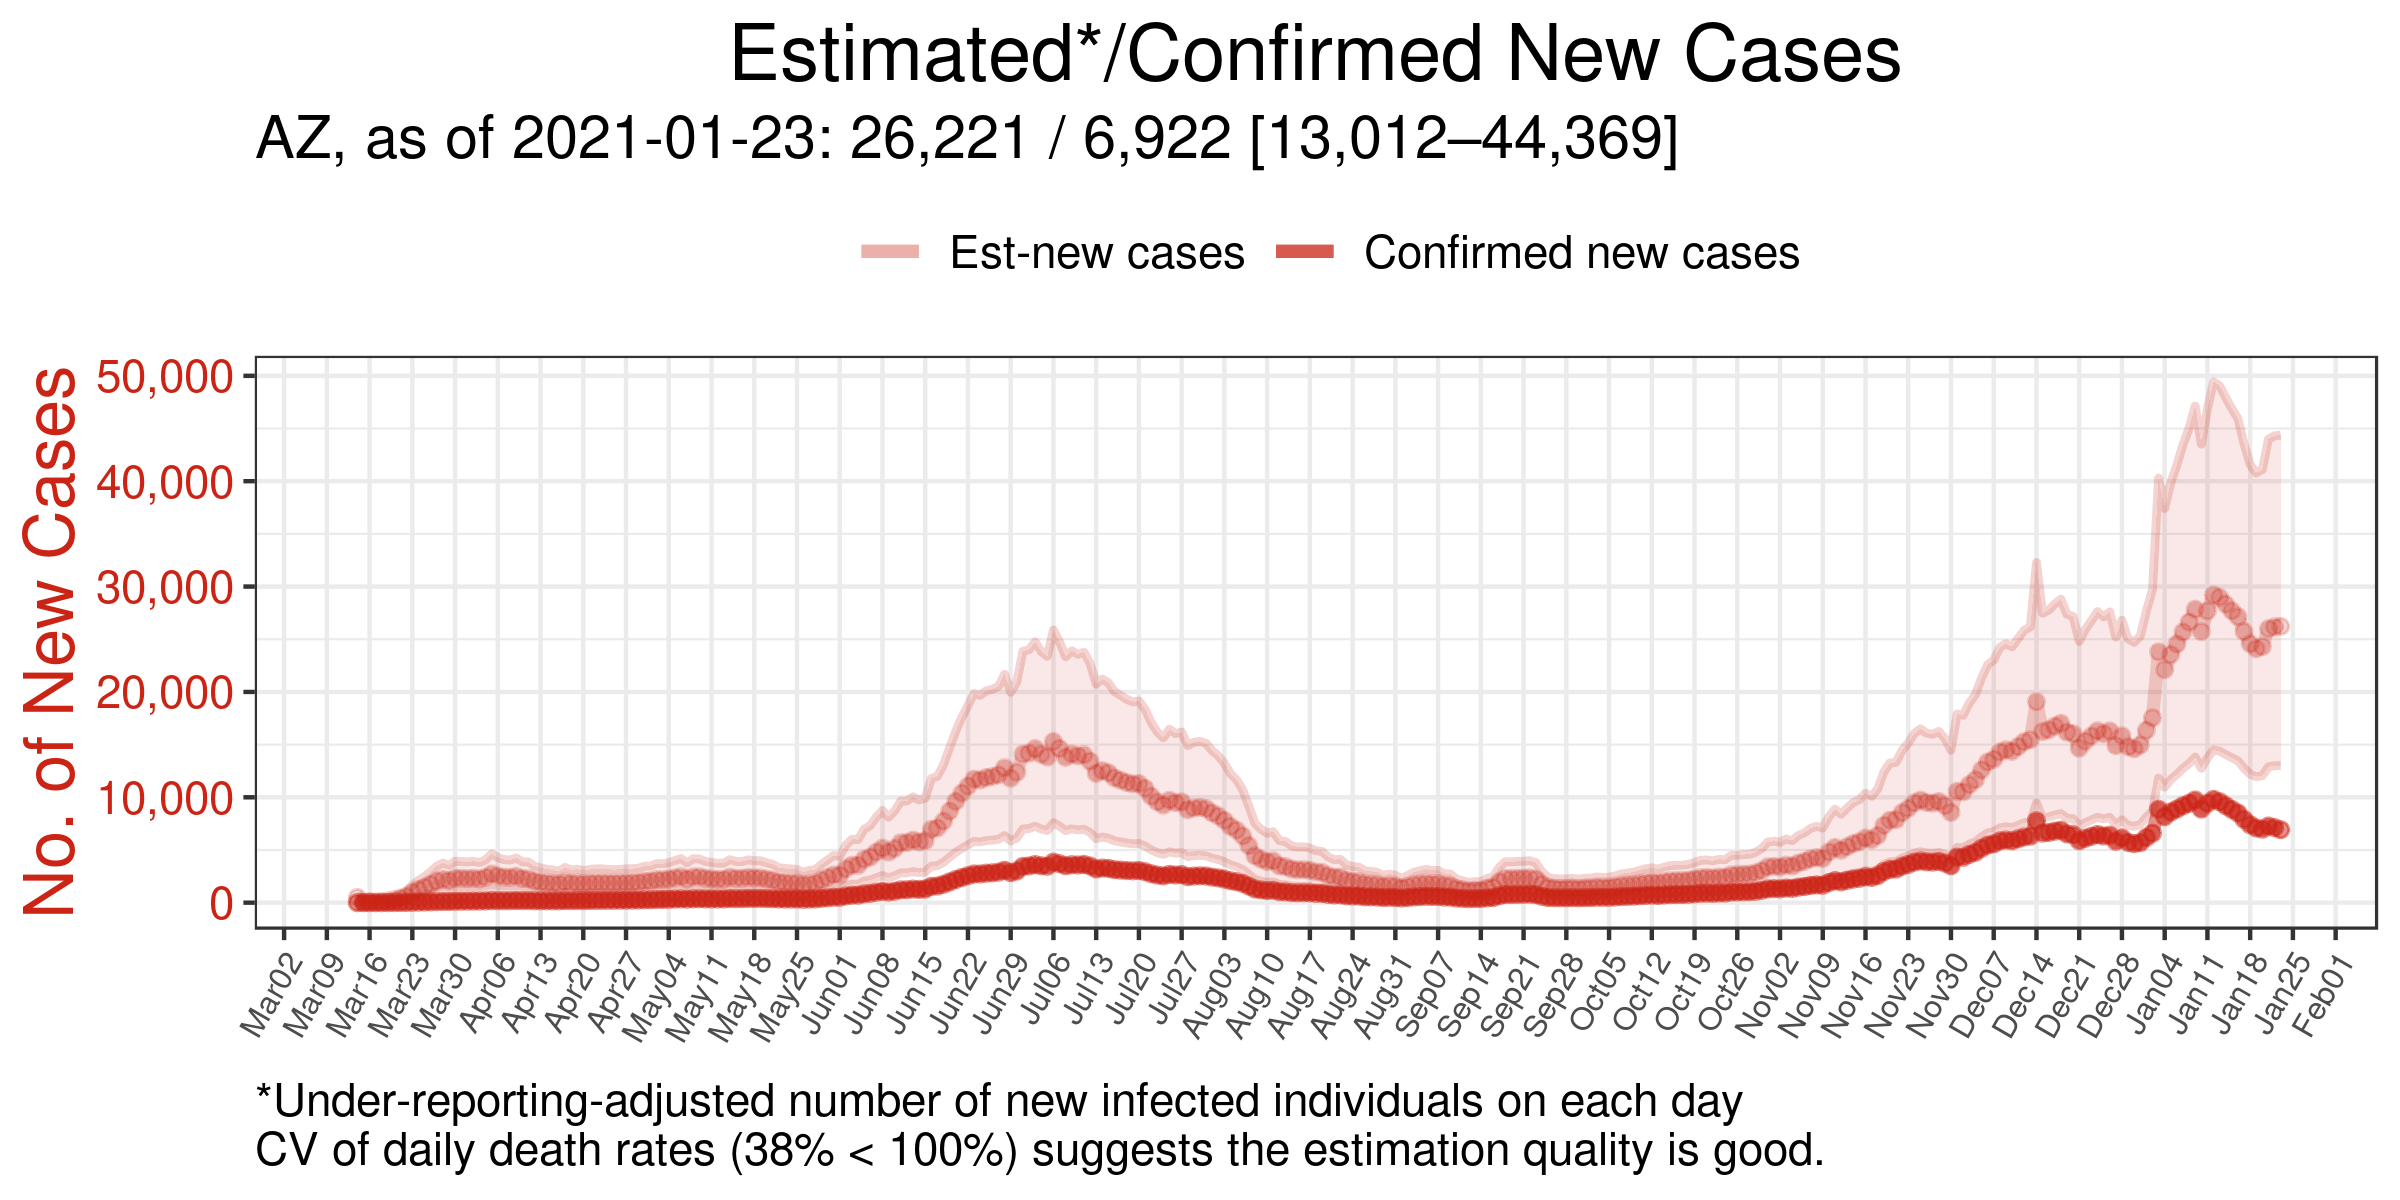 Estimated*/Confirmed New Cases
AZ, as of 2021-01-23: 26,221 / 6,922 [13,012–44,369]
Est-new cases Confirmed new cases
No. of New Cases
50,000
40,000
30,000
20,000
10,000
0
Mar02 Mar09 Mar16 Mar23 Mar30 Apr06 Apr13 Apr20 Apr27 May04 May11 May18 May25 Jun01 Jun08 Jun15 Jun22 Jun29 Jul06 Jul13 Jul20 Jul27 Aug03 Aug10 Aug17 Aug24 Aug31 Sep07 Sep14 Sep21 Sep28 Oct05 Oct12 Oct19 Oct26 Nov02 Nov09 Nov16 Nov23 Nov30 Dec07 Dec14 Dec21 Dec28 Jan04 Jan11 Jan18 Jan25 Feb01
*Under-reporting-adjusted number of new infected individuals on each day
CV of daily death rates (38% < 100%) suggests the estimation quality is good.